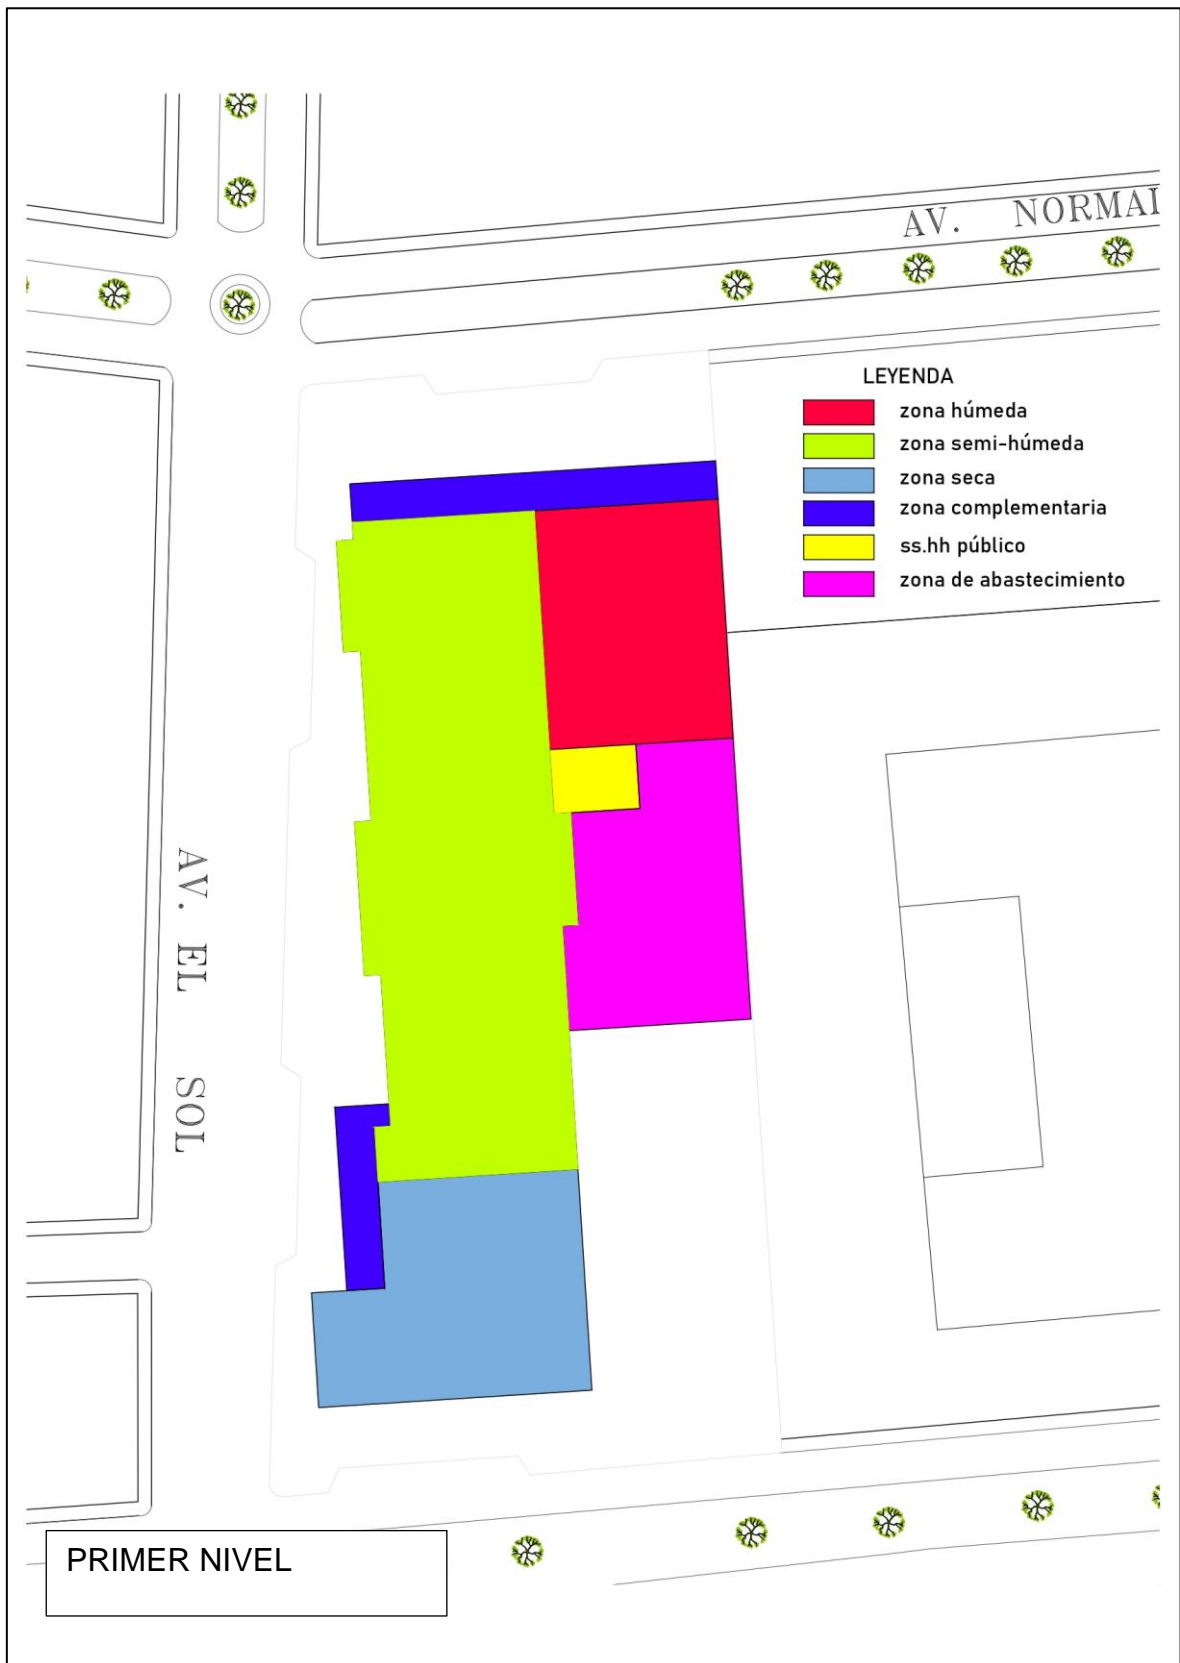 AV. NORMAL
LEYENDA
zona húmeda
zona semi-húmeda
zona seca
zona complementaria
ss.hh público
zona de abastecimiento
AV. EL SOL
PRIMER NIVEL